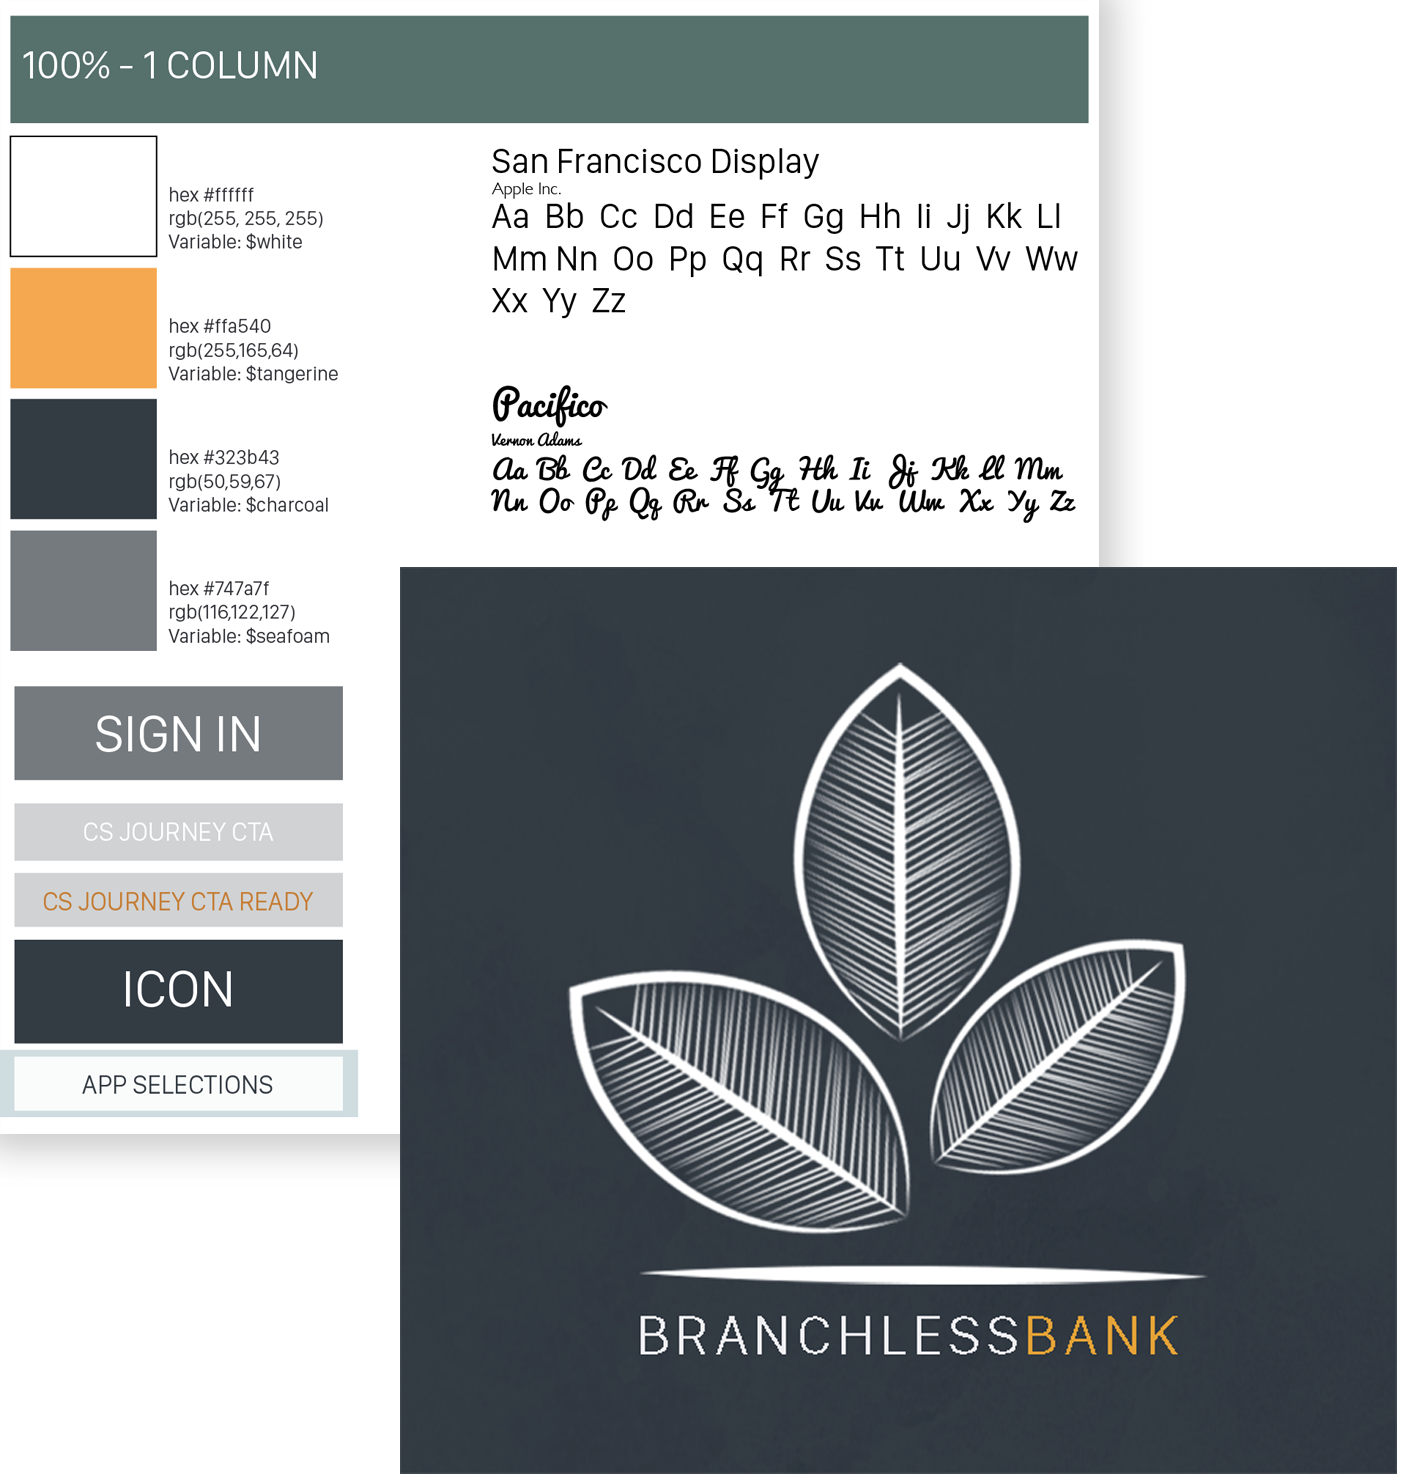 100% - 1 COLUMN
hex #ffffff
rgb(255, 255, 255)
Variable: $white
hex #ffa540
rgb(255,165,64)
Variable: $tangerine
hex #323b43
rgb(50,59,67)
Variable: $charcoal
hex #747a7f
rgb(116,122,127)
Variable: $seafoam
San Francisco Display
Apple Inc.
Aa Bb Cc Dd Ee Ff Gg Hh Ii Jj Kk Ll
Mm Nn Oo Pp Qq Rr Ss Tt Uu Vv Ww
Xx Yy Zz
Pacifico
Vernon Adams
Aa Bb Cc Dd Ee Ff Gg Hh Ii Jj Kk Ll Mm
Nn Oo Pp Qq Rr Ss Tt Uu Vv Ww Xx Yy Zz
SIGN IN
CS JOURNEY CTA
CS JOURNEY CTA READY
ICON
APP SELECTIONS
BRANCHLESSBANK